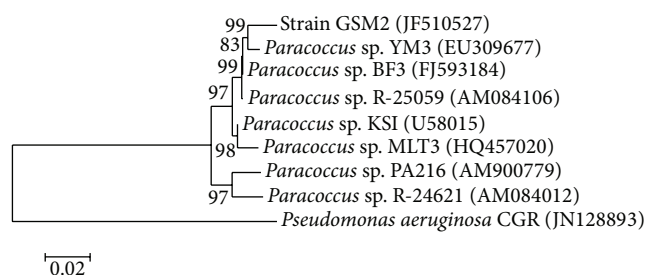 99 Strain GSM2 (JF510527)
83 Paracoccus sp. YM3 (EU309677)
99 Paracoccus sp. BF3 (FJ593184)
97 Paracoccus sp. R-25059 (AM084106)
Paracoccus sp. KSI (U58015)
98 Paracoccus sp. MLT3 (HQ457020)
Paracoccus sp. PA216 (AM900779)
97 Paracoccus sp. R-24621 (AM084012)
Pseudomonas aeruginosa CGR (JN128893)
0.02